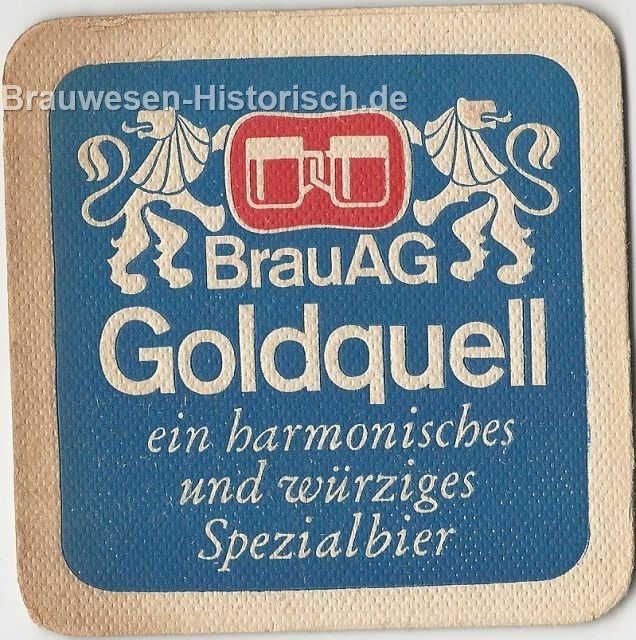 Brauwesen-Historisch.de
BrauAG
Goldquell
ein harmonisches
und würziges
Spezialbier